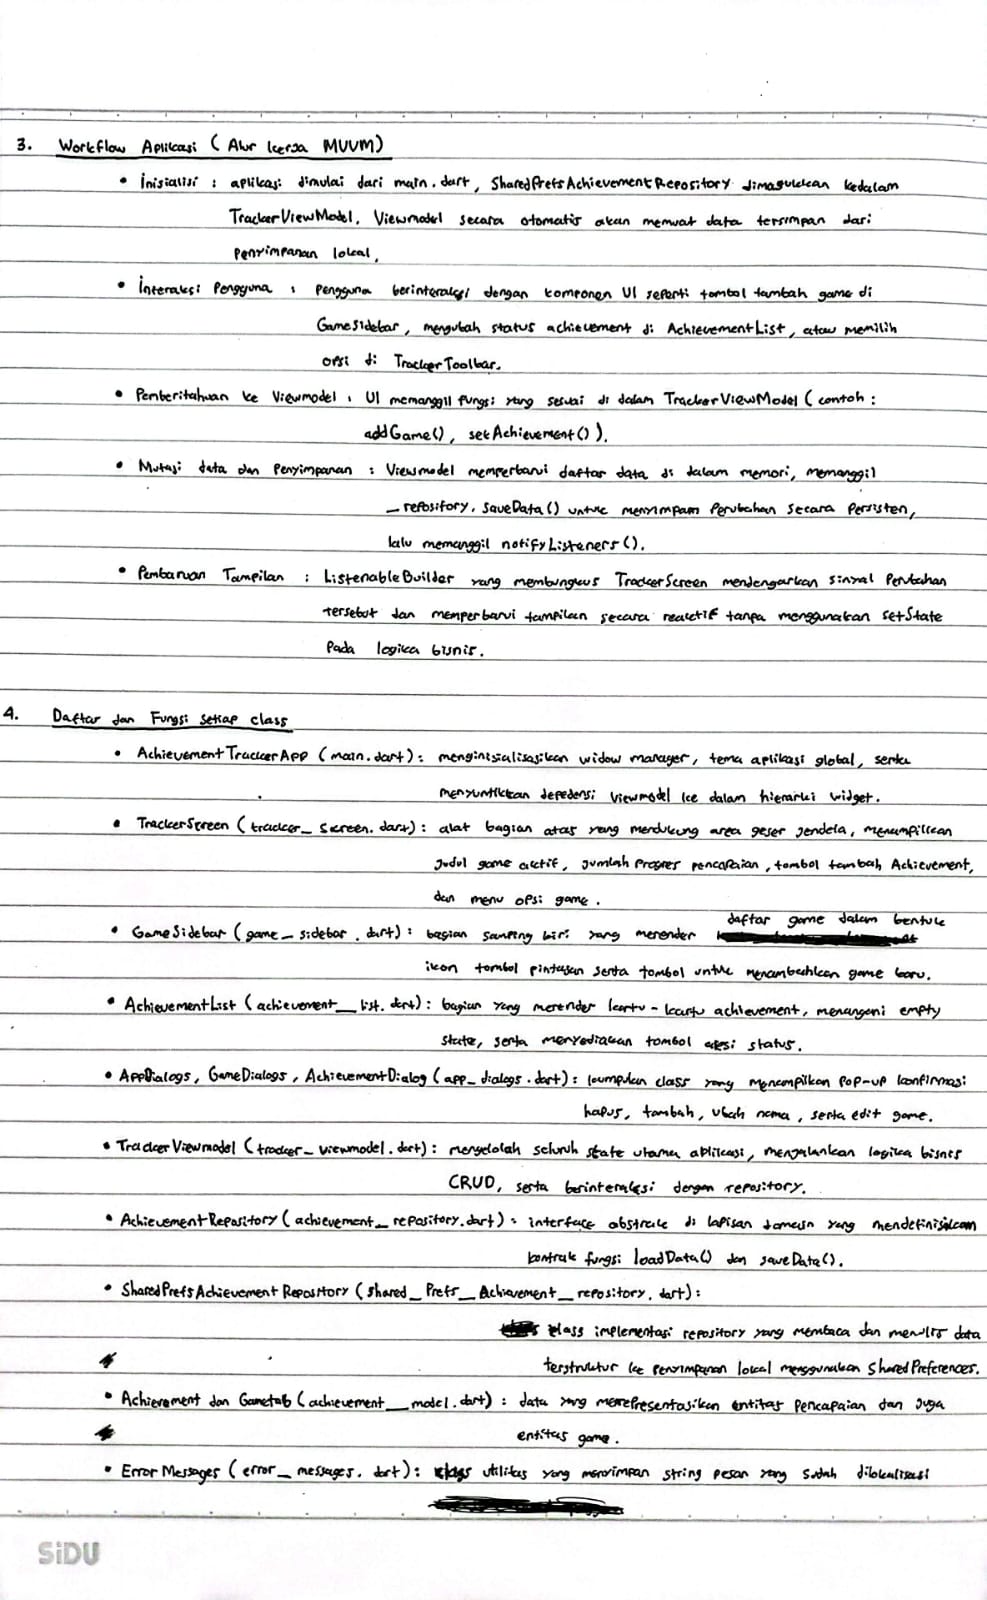 3. Workflow Aplikasi ( Alur kerja MVVM )
• Inisialisi : aplikasi dimulai dari main.dart, SharedPrefsAchievementRepository dimasukkan kedalam
TrackerViewModel. Viewmodel secara otomatis akan memuat data tersimpan dari
penyimpanan lokal.
• Interaksi Pengguna : Pengguna berinteraksi dengan komponen UI seperti tombol tambah game di
GameSidebar, mengubah status achievement di AchievementList, atau memilih
opsi di TrackerToolbar.
• Pemberitahuan ke Viewmodel : UI memanggil fungsi yang sesuai di dalam TrackerViewModel ( contoh :
addGame(), setAchievement() ).
• Mutasi data dan Penyimpanan : Viewmodel memperbarui daftar data di dalam memori, memanggil
_repository.saveData() untuk menyimpam Perubahan secara Persisten,
lalu memanggil notifyListeners().
• Pembaruan Tampilan : ListenableBuilder yang membungkus TrackerScreen mendengarkan sinyal Perubahan
tersebut dan memperbarui tampilan secara reaktif tanpa menggunakan setState
Pada logika bisnis.
4. Daftar dan Fungsi setiap class
• AchievementTrackerApp ( main.dart ) : menginisialisasikan widow manager, tema aplikasi global, serta
menyuntikkan depedensi viewmodel ke dalam hierarki widget.
• TrackerScreen ( tracker_screen.dart ) : alat bagian atas yang mendukung area geser jendela, menampilkan
judul game aktif, jumlah progres pencapaian, tombol tambah Achievement,
dan menu opsi game.
• GameSidebar ( game_sidebar.dart ) : bagian samping kiri yang merender daftar game dalam bentuk
ikon tombol pintasan serta tombol untuk menambahkan game baru.
• AchievementList ( achievement_list.dart ) : bagian yang merender kartu-kartu achievement, menangani empty
state, serta menyediakan tombol aksi status.
• AppDialogs, GameDialogs, AchievementDialog ( app_dialogs.dart ) : kumpulan class yang menampilkan pop-up konfirmasi
hapus, tambah, ubah nama, serta edit game.
• TrackerViewmodel ( tracker_viewmodel.dart ) : mengelolah seluruh state utama aplikasi, menjalankan logika bisnis
CRUD, serta berinteraksi dengan repository.
• AchievementRepository ( achievement_repository.dart ) : interface abstrak di lapisan domain yang mendefinisikan
kontrak fungsi loadData() dan saveData().
• SharedPrefsAchievementRepository ( shared_Prefs_Achievement_repository.dart ) :
class implementasi repository yang membaca dan menulis data
terstruktur ke penyimpanan lokal menggunakan SharedPreferences.
• Achievement dan Gametab ( achievement_model.dart ) : data yang merepresentasikan entitas pencapaian dan juga
entitas game.
• ErrorMessages ( error_messages.dart ) : class utilitas yang menyimpan string pesan yang sudah dilokalisasi
SiDU